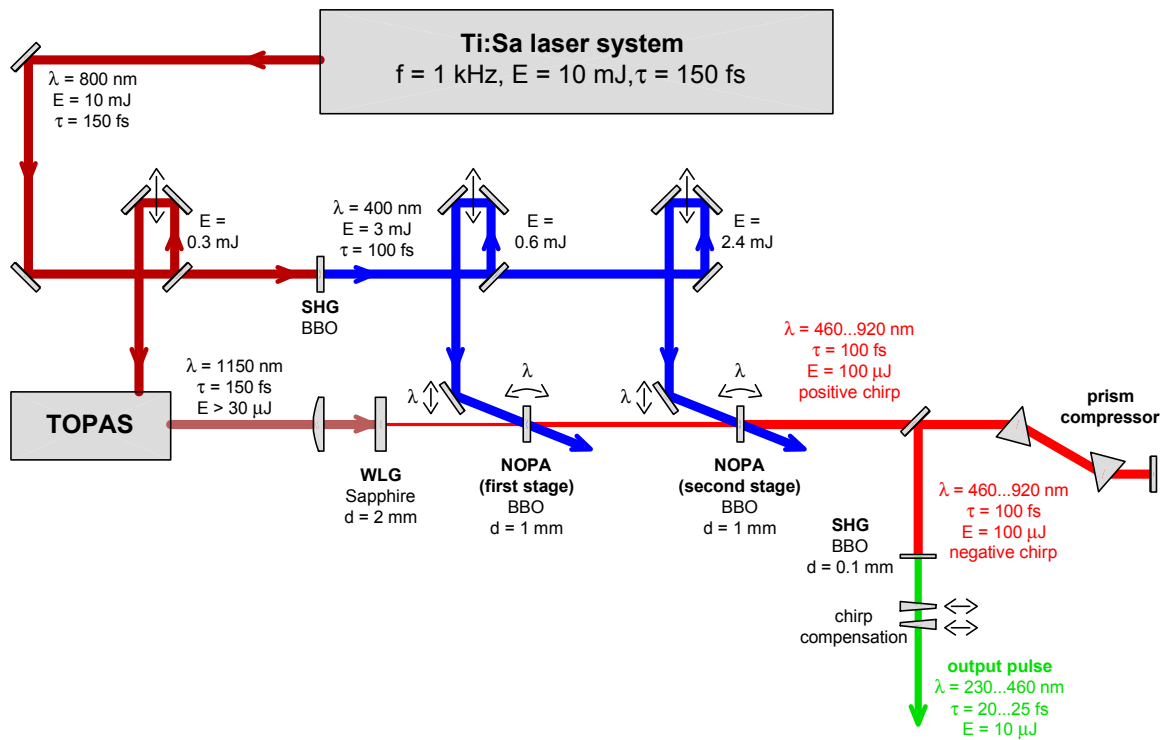 Ti:Sa laser system
f = 1 kHz, E = 10 mJ, τ = 150 fs
λ = 800 nm
E = 10 mJ
τ = 150 fs
E =
0.3 mJ
λ = 400 nm
E = 3 mJ
τ = 100 fs
E =
0.6 mJ
E =
2.4 mJ
SHG
BBO
λ = 1150 nm
τ = 150 fs
E > 30 μJ
TOPAS
WLG
Sapphire
d = 2 mm
λ
λ
NOPA
(first stage)
BBO
d = 1 mm
λ
λ
NOPA
(second stage)
BBO
d = 1 mm
λ = 460...920 nm
τ = 100 fs
E = 100 μJ
positive chirp
prism
compressor
λ = 460...920 nm
τ = 100 fs
E = 100 μJ
negative chirp
SHG
BBO
d = 0.1 mm
chirp
compensation
output pulse
λ = 230...460 nm
τ = 20...25 fs
E = 10 μJ